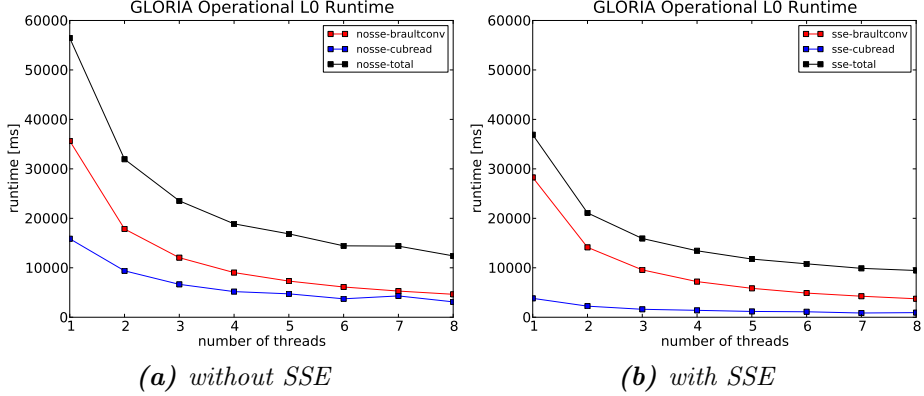 GLORIA Operational L0 Runtime
nosse-braultconv
nosse-cubread
nosse-total
60000
50000
40000
30000
20000
10000
0
runtime [ms]
1 2 3 4 5 6 7 8
number of threads
(a) without SSE
GLORIA Operational L0 Runtime
sse-braultconv
sse-cubread
sse-total
60000
50000
40000
30000
20000
10000
0
runtime [ms]
1 2 3 4 5 6 7 8
number of threads
(b) with SSE